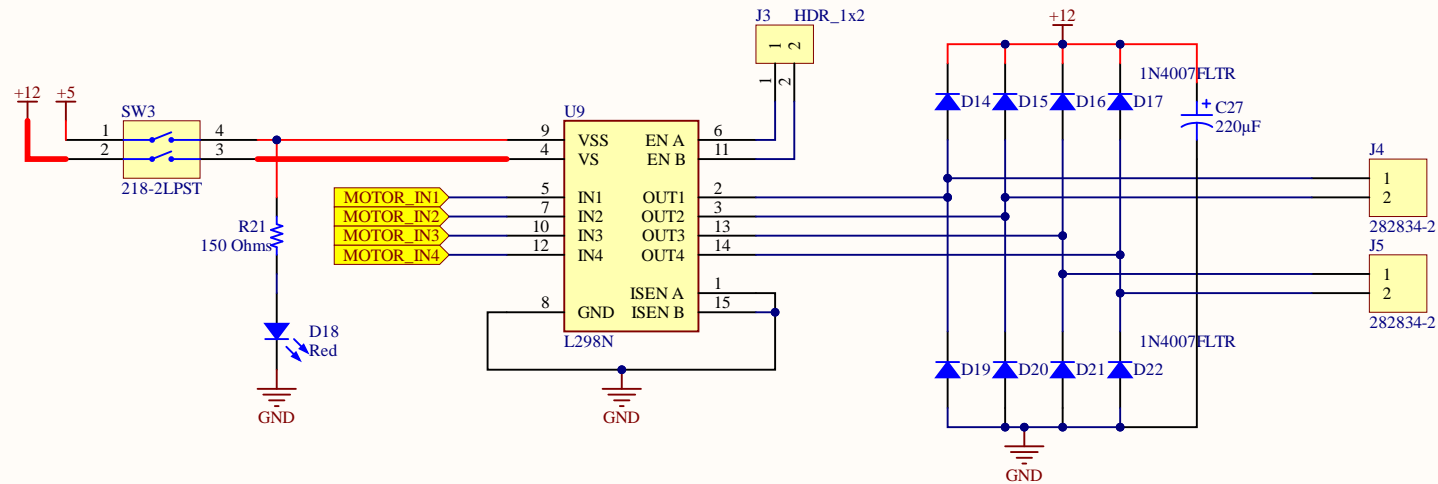 J3 HDR_1x2
+12
1 2
1 2
1N4007FLTR
+12 +5
SW3
U9
D14 D15 D16 D17
C27
220µF
1 4
2 3
218-2LPST
9 VSS EN A 6
4 VS EN B 11
J4
1
2
282834-2
MOTOR_IN1 5 IN1 OUT1 2
MOTOR_IN2 7 IN2 OUT2 3
MOTOR_IN3 10 IN3 OUT3 13
MOTOR_IN4 12 IN4 OUT4 14
R21
150 Ohms
J5
1
2
282834-2
ISEN A 1
8 GND ISEN B 15
L298N
D18
Red
1N4007FLTR
D19 D20 D21 D22
GND
GND
GND